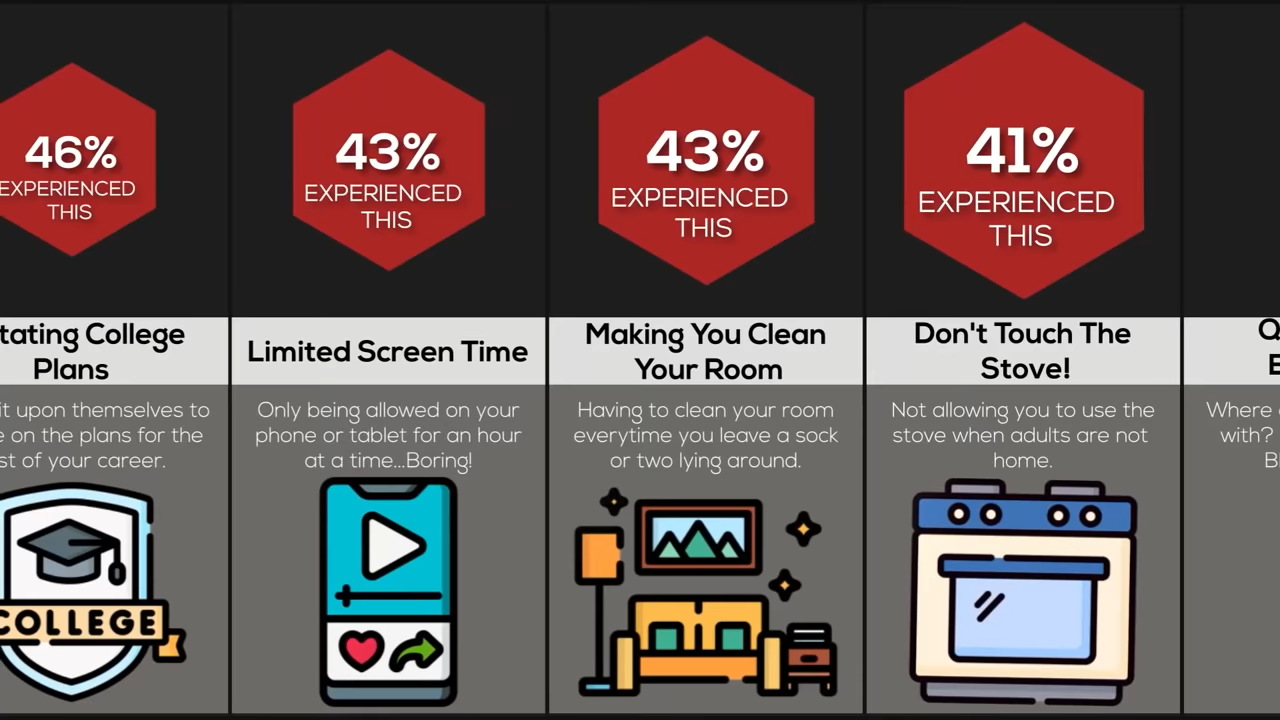 46%
EXPERIENCED
THIS
tating College
Plans
it upon themselves to
e on the plans for the
st of your career.
COLLEGE
43%
EXPERIENCED
THIS
Limited Screen Time
Only being allowed on your
phone or tablet for an hour
at a time...Boring!
43%
EXPERIENCED
THIS
Making You Clean
Your Room
Having to clean your room
everytime you leave a sock
or two lying around.
41%
EXPERIENCED
THIS
Don't Touch The
Stove!
Not allowing you to use the
stove when adults are not
home.
Where
with?